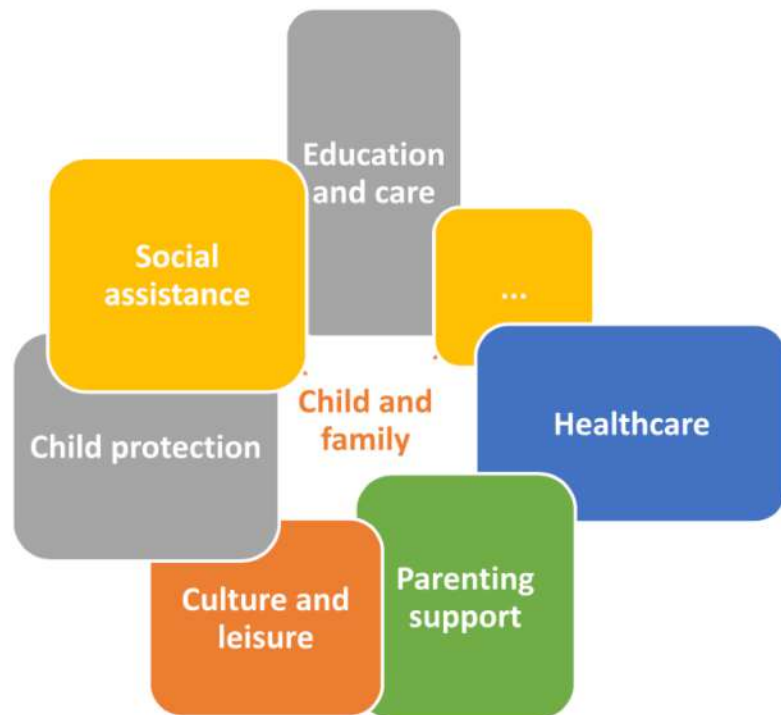 Education
and care
Social
assistance
...
Child and
family
Healthcare
Child protection
Parenting
support
Culture and
leisure